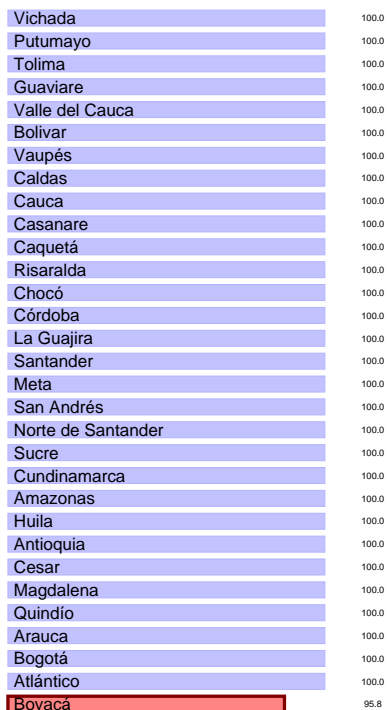 Vichada 100.0
Putumayo 100.0
Tolima 100.0
Guaviare 100.0
Valle del Cauca 100.0
Bolivar 100.0
Vaupés 100.0
Caldas 100.0
Cauca 100.0
Casanare 100.0
Caquetá 100.0
Risaralda 100.0
Chocó 100.0
Córdoba 100.0
La Guajira 100.0
Santander 100.0
Meta 100.0
San Andrés 100.0
Norte de Santander 100.0
Sucre 100.0
Cundinamarca 100.0
Amazonas 100.0
Huila 100.0
Antioquia 100.0
Cesar 100.0
Magdalena 100.0
Quindío 100.0
Arauca 100.0
Bogotá 100.0
Atlántico 100.0
Boyacá 95.8